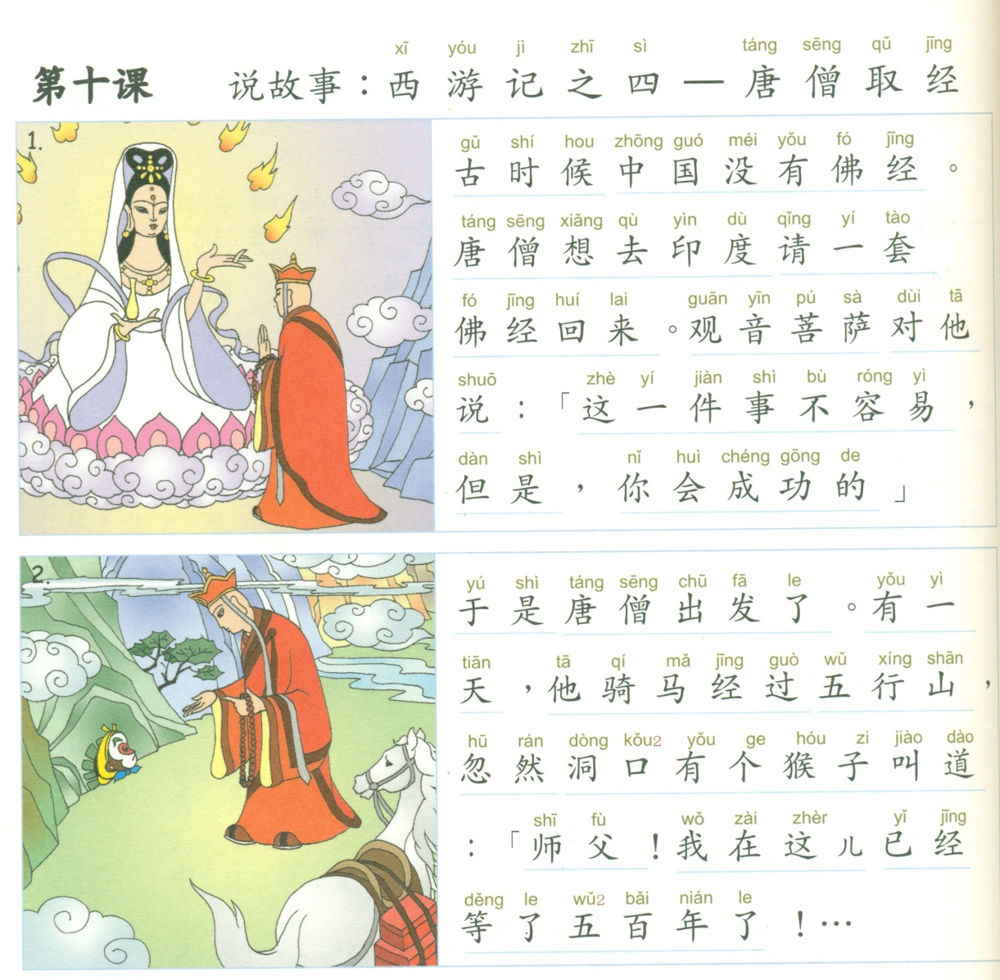 xī yóu jì zhī sì táng sēng qǔ jīng
第十课 说故事：西游记之四一唐僧取经
1.
gǔ shí hou zhōng guó méi yǒu fó jīng
古时候中国没有佛经。
táng sēng xiǎng qù yìn dù qǐng yí tào
唐僧想去印度请一套
fó jīng huí lai guān yīn pú sà dùi tā
佛经回来。观音菩萨对他
shuō zhè yí jiàn shì bù róng yì
说：「这一件事不容易，
dàn shì nǐ huì chéng gōng de
但是，你会成功的」
2.
yú shì táng sēng chū fā le yǒu yì
于是唐僧出发了。有一
tiān tā qí mǎ jīng guò wǔ xíng shān
天，他骑马经过五行山，
hū rán dòng kǒu2 yǒu ge hóu zi jiào dào
忽然洞口有个猴子叫道
shī fù wǒ zài zhèr yǐ jīng
：「师父！我在这儿已经
děng le wǔ2 bǎi nián le
等了五百年了！…